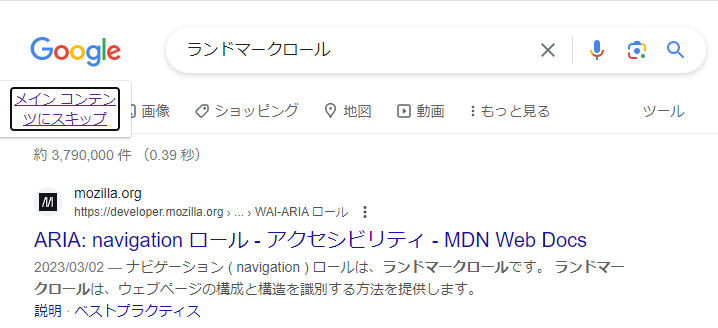 Google
ランドマークロール
メイン コンテン
ツにスキップ
画像
ショッピング
地図
動画
もっと見る
ツール
約 3,790,000 件 （0.39 秒）
M
mozilla.org
https://developer.mozilla.org › ... › WAI-ARIA ロール
ARIA: navigation ロール - アクセシビリティ - MDN Web Docs
2023/03/02 — ナビゲーション ( navigation ) ロールは、ランドマークロールです。 ランドマー
クロールは、ウェブページの構成と構造を識別する方法を提供します。
説明 · ベストプラクティス